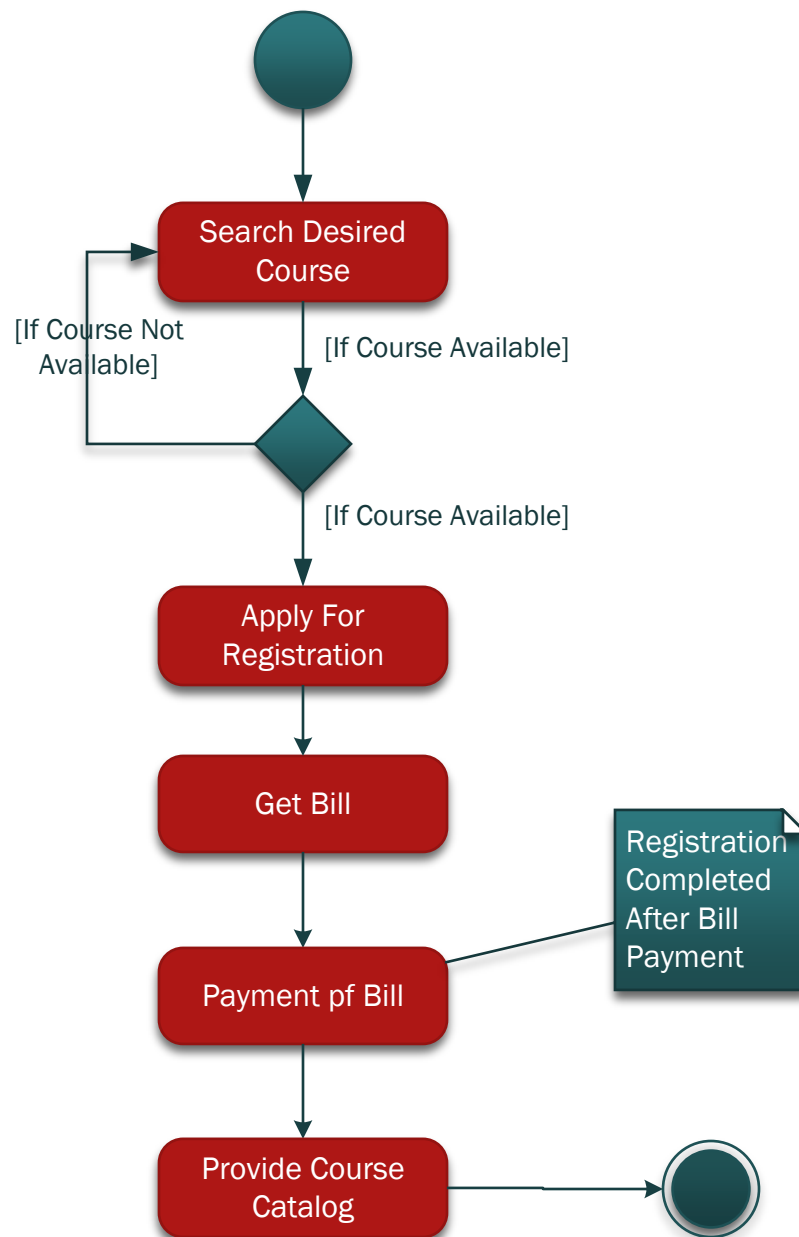 Search Desired
Course
[If Course Not
Available]
[If Course Available]
[If Course Available]
Apply For
Registration
Get Bill
Registration
Completed
After Bill
Payment
Payment pf Bill
Provide Course
Catalog